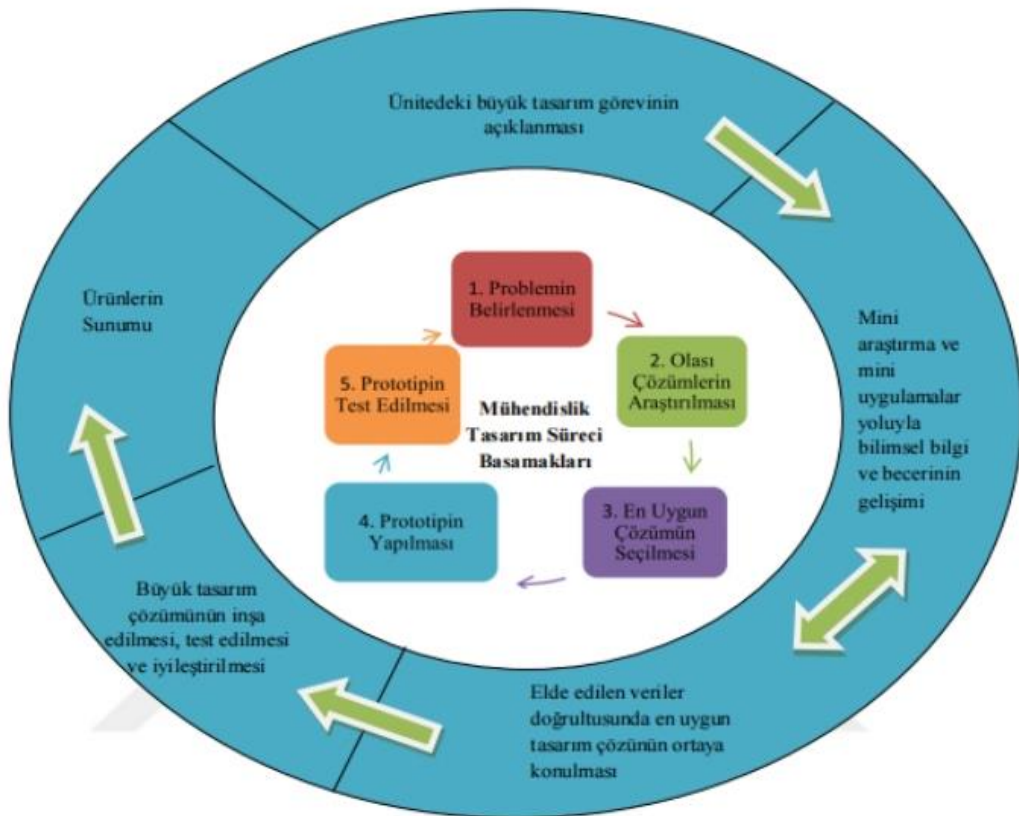 Ünitedeki büyük tasarım görevinin
açıklanması
Mini
araştırma ve
mini
uygulamalar
yoluyla
bilimsel bilgi
ve becerinin
gelişimi
Elde edilen veriler
doğrultusunda en uygun
tasarım çözünün ortaya
konulması
Büyük tasarım
çözümünün inşa
edilmesi, test edilmesi
ve iyileştirilmesi
Ürünlerin
Sunumu
1. Problemin
Belirlenmesi
2. Olası
Çözümlerin
Araştırılması
3. En Uygun
Çözümün
Seçilmesi
4. Prototipin
Yapılması
5. Prototipin
Test Edilmesi
Mühendislik
Tasarım Süreci
Basamakları